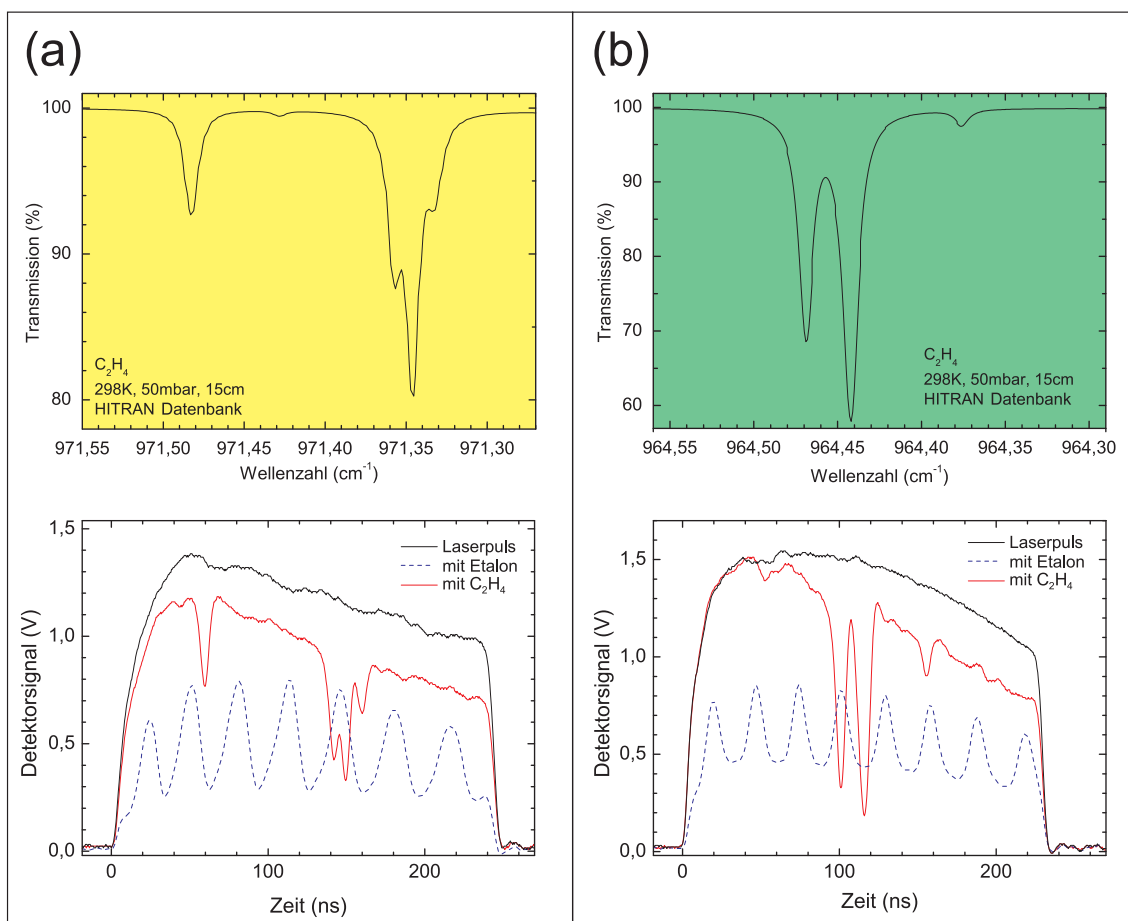 (a)
100
90
80
Transmission (%)
C₂H₄
298K, 50mbar, 15cm
HITRAN Datenbank
971,55 971,50 971,45 971,40 971,35 971,30
Wellenzahl (cm⁻¹)
1,5
1,0
0,5
0,0
Detektorsignal (V)
Laserpuls
mit Etalon
mit C₂H₄
0 100 200
Zeit (ns)
(b)
100
90
80
70
60
Transmission (%)
C₂H₄
298K, 50mbar, 15cm
HITRAN Datenbank
964,55 964,50 964,45 964,40 964,35 964,30
Wellenzahl (cm⁻¹)
1,5
1,0
0,5
0,0
Detektorsignal (V)
Laserpuls
mit Etalon
mit C₂H₄
0 100 200
Zeit (ns)